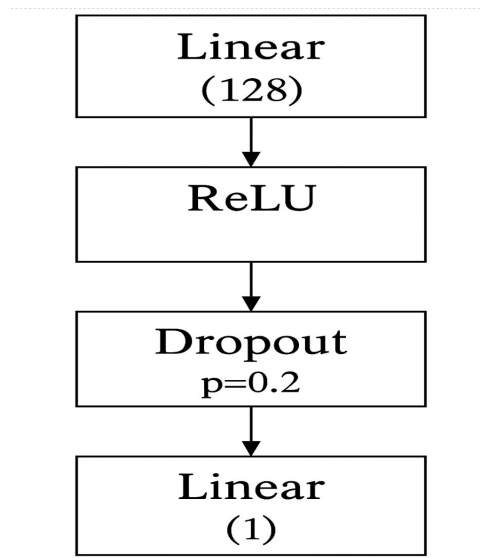 Linear
(128)
ReLU
Dropout
p=0.2
Linear
(1)